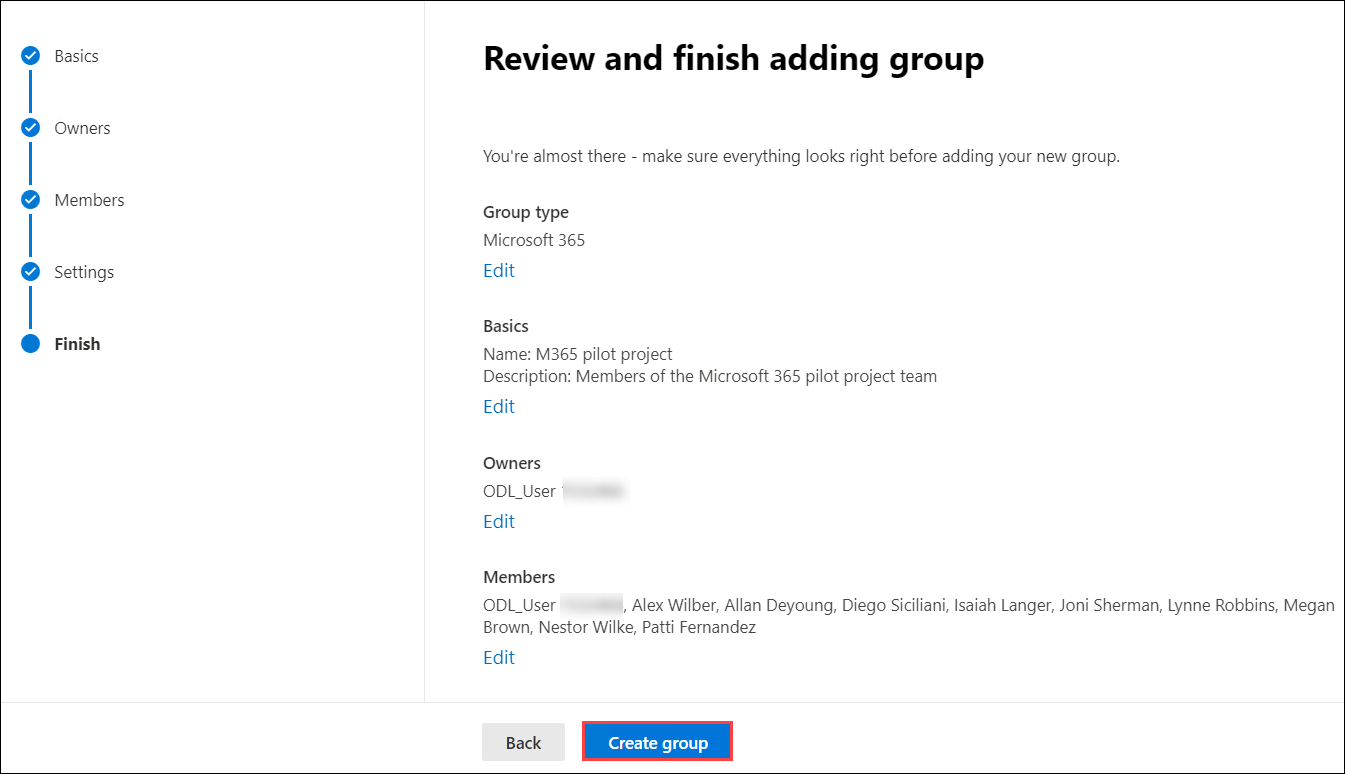 Basics
Owners
Members
Settings
Finish
Review and finish adding group
You're almost there - make sure everything looks right before adding your new group.
Group type
Microsoft 365
Edit
Basics
Name: M365 pilot project
Description: Members of the Microsoft 365 pilot project team
Edit
Owners
ODL_User
Edit
Members
ODL_User , Alex Wilber, Allan Deyoung, Diego Siciliani, Isaiah Langer, Joni Sherman, Lynne Robbins, Megan
Brown, Nestor Wilke, Patti Fernandez
Edit
Back
Create group